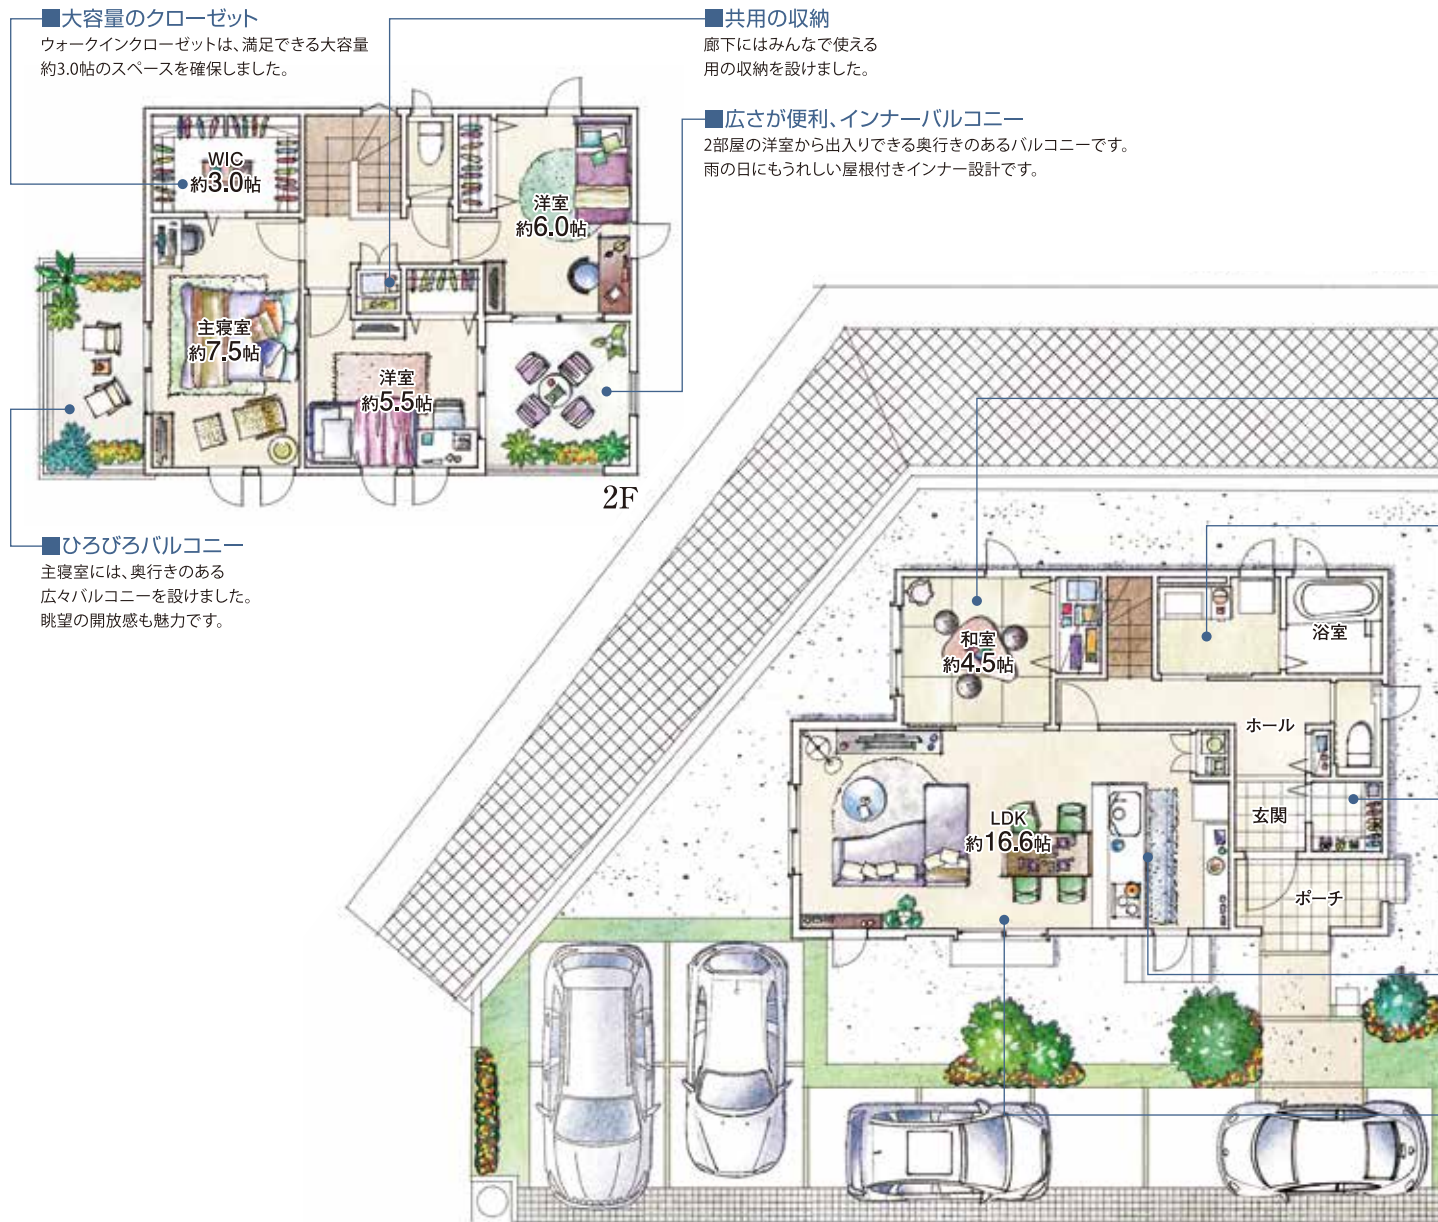 ■大容量のクローゼット
ウォークインクローゼットは、満足できる大容量
約3.0帖のスペースを確保しました。
■共用の収納
廊下にはみんなで使える
用の収納を設けました。
■広さが便利、インナーバルコニー
2部屋の洋室から出入りできる奥行きのあるバルコニーです。
雨の日にもうれしい屋根付きインナー設計です。
WIC
約3.0帖
洋室
約6.0帖
主寝室
約7.5帖
洋室
約5.5帖
2F
■ひろびろバルコニー
主寝室には、奥行きのある
広々バルコニーを設けました。
眺望の開放感も魅力です。
和室
約4.5帖
浴室
ホール
LDK
約16.6帖
玄関
ポーチ